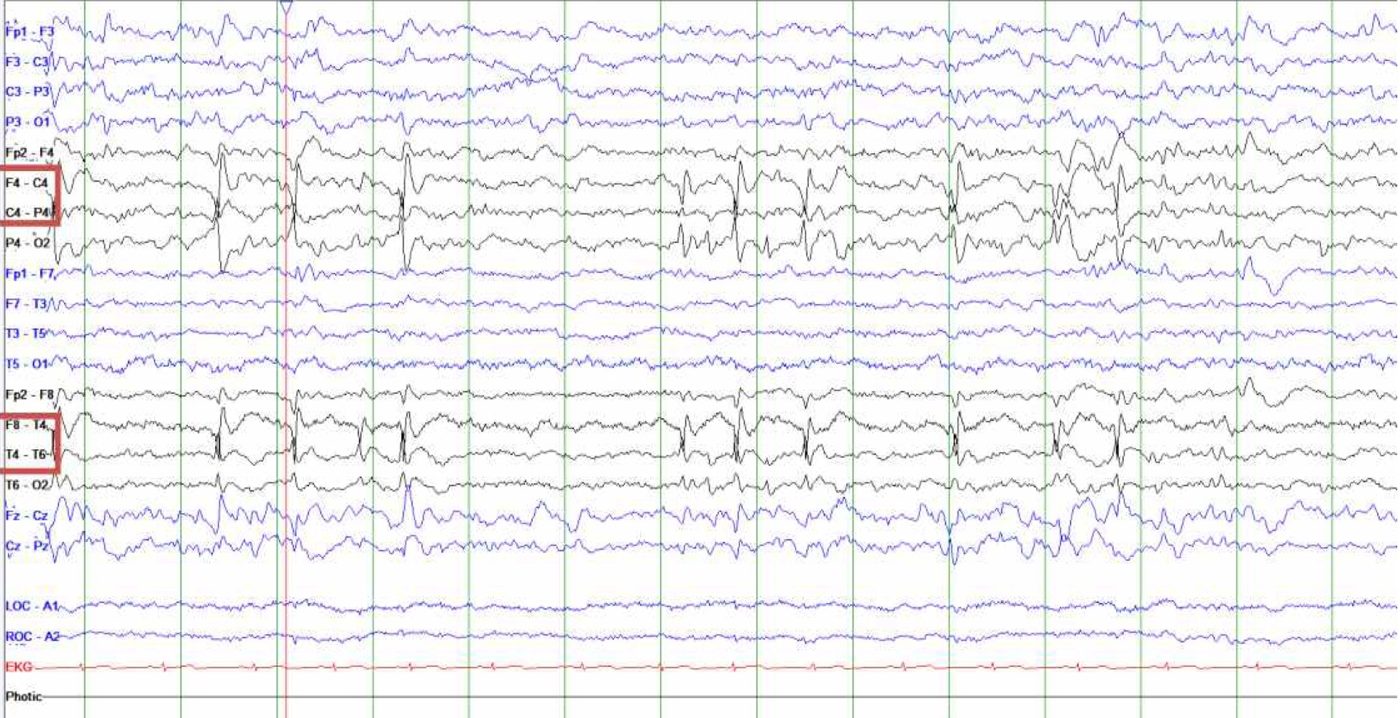 Fp1 - F3
F3 - C3
C3 - P3
P3 - O1
Fp2 - F4
F4 - C4
C4 - P4
P4 - O2
Fp1 - F7
F7 - T3
T3 - T5
T5 - O1
Fp2 - F8
F8 - T4
T4 - T6
T6 - O2
Fz - Cz
Cz - Pz
LOC - A1
ROC - A2
EKG
Photic